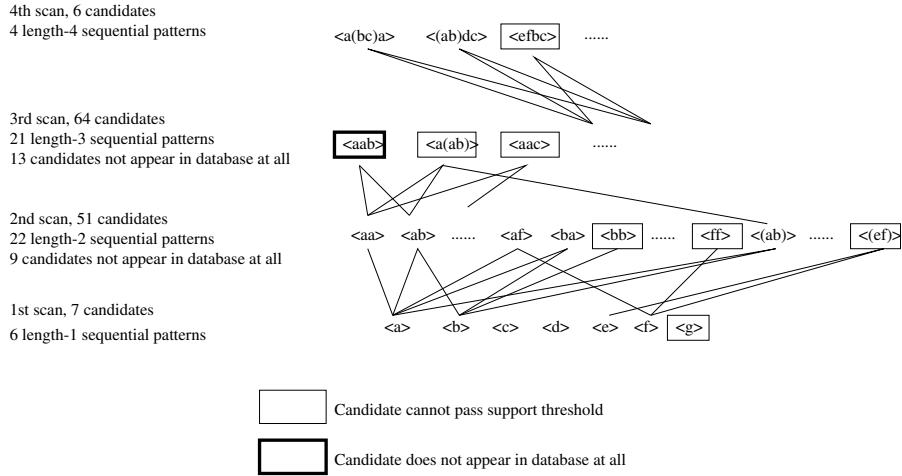 4th scan, 6 candidates
4 length-4 sequential patterns
<a(bc)a> <(ab)dc> <efbc> ......
3rd scan, 64 candidates
21 length-3 sequential patterns
13 candidates not appear in database at all
<aab> <a(ab)> <aac> ......
2nd scan, 51 candidates
22 length-2 sequential patterns
9 candidates not appear in database at all
<aa> <ab> ...... <af> <ba> <bb> ...... <ff> <(ab)> ...... <(ef)>
1st scan, 7 candidates
6 length-1 sequential patterns
<a> <b> <c> <d> <e> <f> <g>
Candidate cannot pass support threshold
Candidate does not appear in database at all